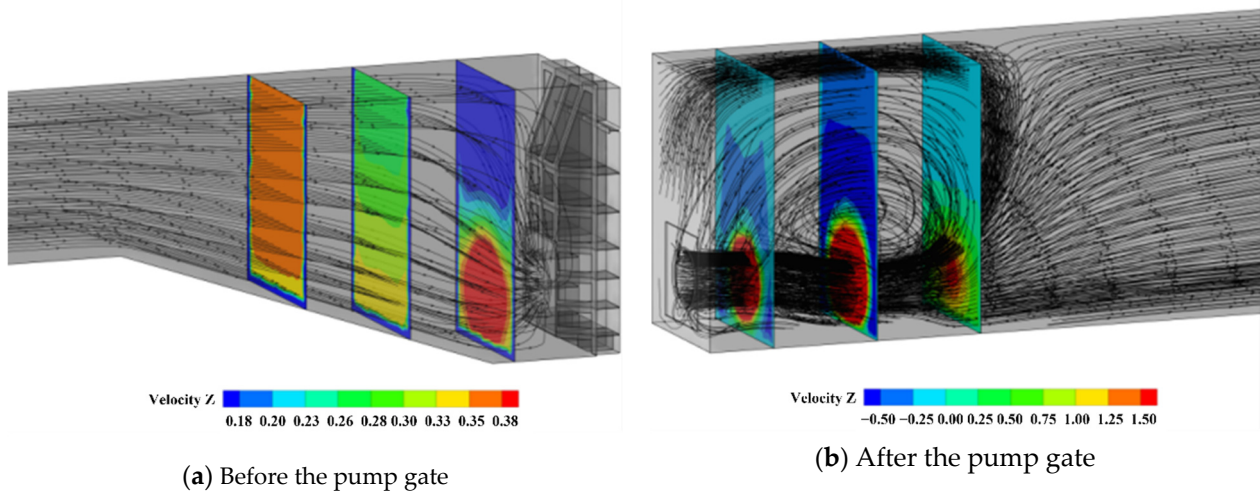 Velocity Z
0.18 0.20 0.23 0.26 0.28 0.30 0.33 0.35 0.38
(a) Before the pump gate
Velocity Z
−0.50 −0.25 0.00 0.25 0.50 0.75 1.00 1.25 1.50
(b) After the pump gate